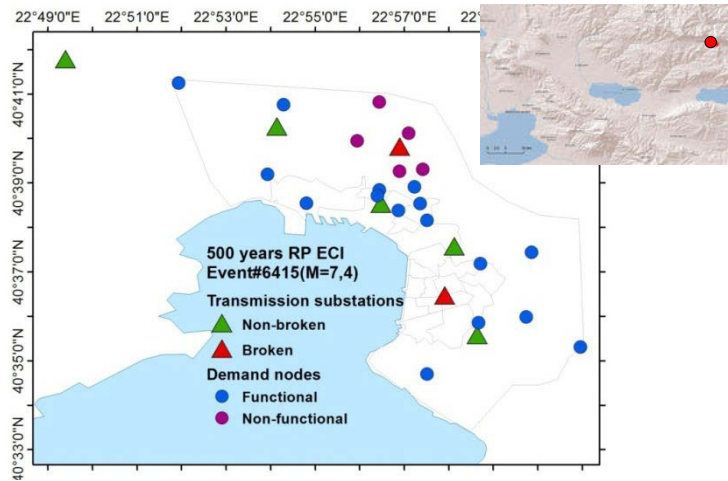 22°49'0"E 22°51'0"E 22°53'0"E 22°55'0"E 22°57'0"E 22°
40°41'0"N
40°39'0"N
40°37'0"N
40°35'0"N
40°33'0"N
500 years RP ECI
Event#6415(M=7,4)
Transmission substations
Non-broken
Broken
Demand nodes
Functional
Non-functional